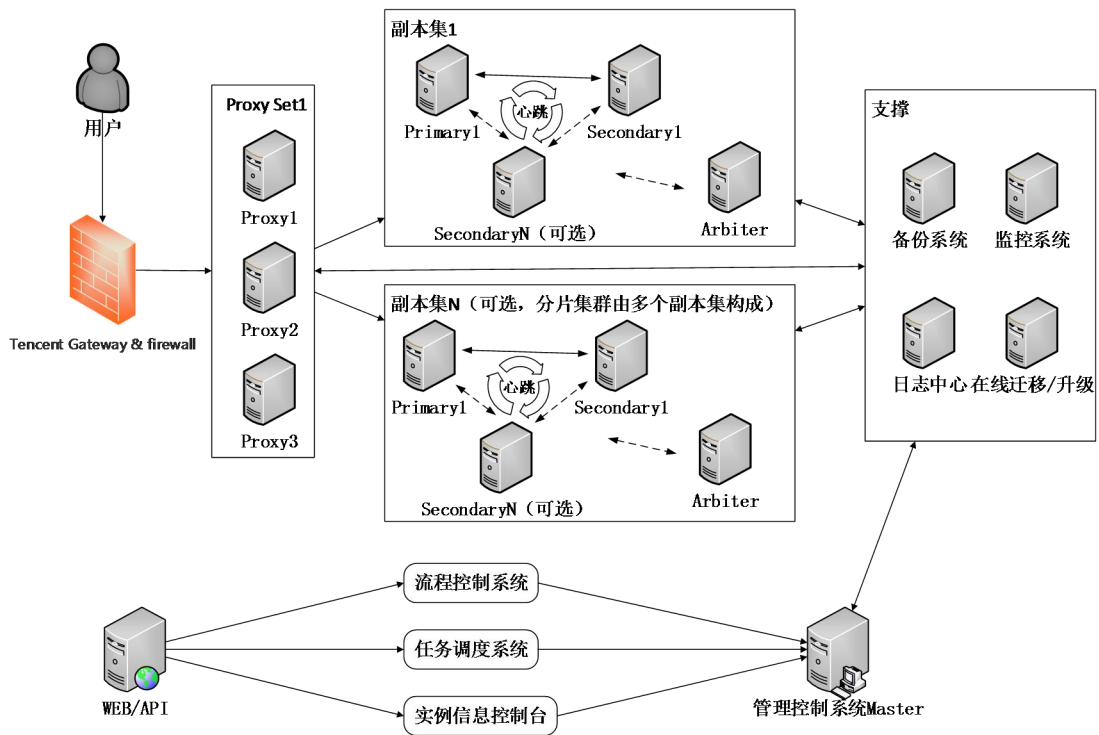 用户
Tencent Gateway & firewall
Proxy Set1
Proxy1
Proxy2
Proxy3
副本集1
心跳
Primary1
Secondary1
SecondaryN（可选）
Arbiter
副本集N（可选，分片集群由多个副本集构成）
心跳
Primary1
Secondary1
SecondaryN（可选）
Arbiter
支撑
备份系统
监控系统
日志中心
在线迁移/升级
WEB/API
流程控制系统
任务调度系统
实例信息控制台
管理控制系统Master